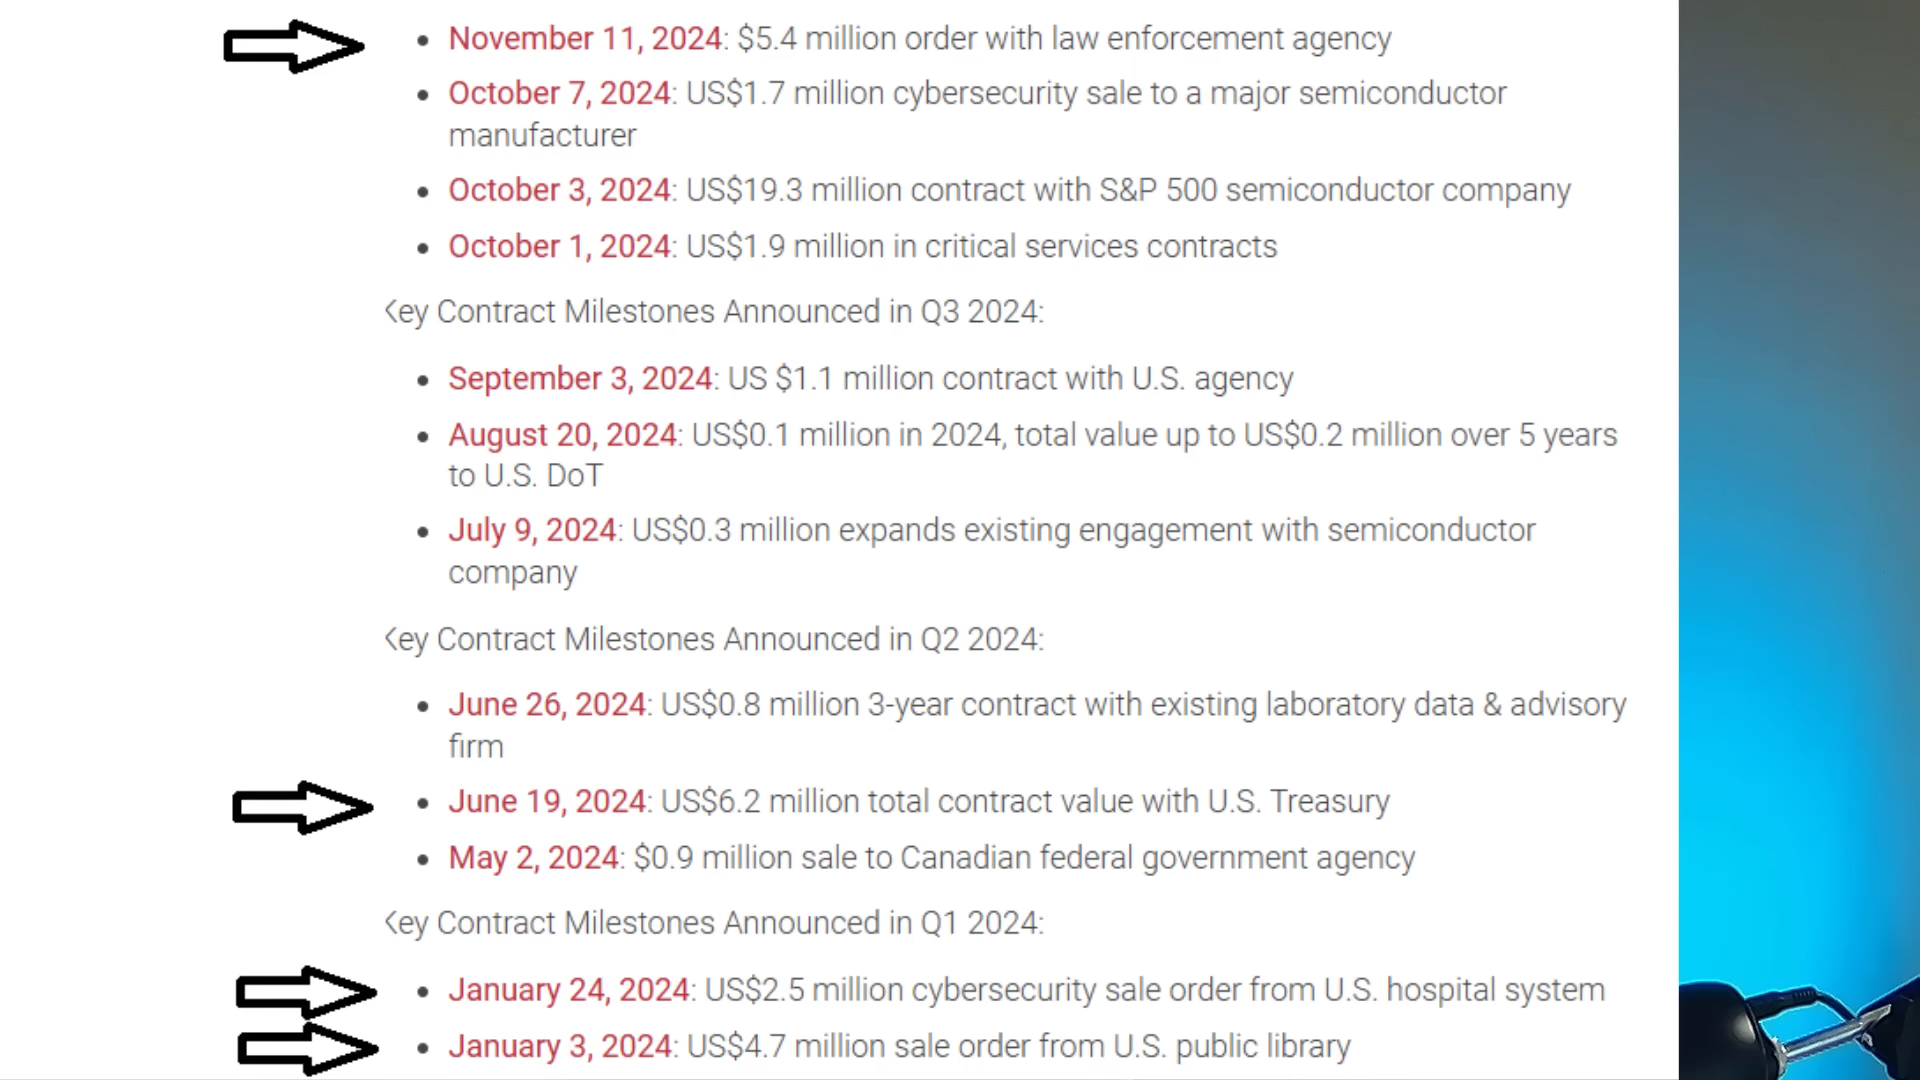 November 11, 2024: $5.4 million order with law enforcement agency
October 7, 2024: US$1.7 million cybersecurity sale to a major semiconductor
manufacturer
October 3, 2024: US$19.3 million contract with S&P 500 semiconductor company
October 1, 2024: US$1.9 million in critical services contracts
Key Contract Milestones Announced in Q3 2024:
September 3, 2024: US $1.1 million contract with U.S. agency
August 20, 2024: US$0.1 million in 2024, total value up to US$0.2 million over 5 years
to U.S. DoT
July 9, 2024: US$0.3 million expands existing engagement with semiconductor
company
Key Contract Milestones Announced in Q2 2024:
June 26, 2024: US$0.8 million 3-year contract with existing laboratory data & advisory
firm
June 19, 2024: US$6.2 million total contract value with U.S. Treasury
May 2, 2024: $0.9 million sale to Canadian federal government agency
Key Contract Milestones Announced in Q1 2024:
January 24, 2024: US$2.5 million cybersecurity sale order from U.S. hospital system
January 3, 2024: US$4.7 million sale order from U.S. public library